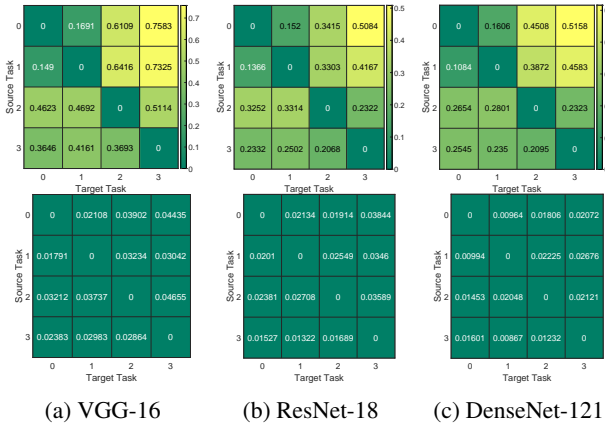 0 0.1691 0.6109 0.7583
0.149 0 0.6416 0.7325
0.4623 0.4692 0 0.5114
0.3646 0.4161 0.3693 0
0 1 2 3
Source Task
0 1 2 3
Target Task
0 0.1 0.2 0.3 0.4 0.5 0.6 0.7
0 0.152 0.3415 0.5084
0.1366 0 0.3303 0.4167
0.3252 0.3314 0 0.2322
0.2332 0.2502 0.2068 0
0 1 2 3
Source Task
0 1 2 3
Target Task
0 0.1 0.2 0.3 0.4 0.5
0 0.1606 0.4508 0.5158
0.1084 0 0.3872 0.4583
0.2654 0.2801 0 0.2323
0.2545 0.235 0.2095 0
0 1 2 3
Source Task
0 1 2 3
Target Task
0 0.02108 0.03902 0.04435
0.01791 0 0.03234 0.03042
0.03212 0.03737 0 0.04655
0.02383 0.02983 0.02864 0
0 1 2 3
Source Task
0 1 2 3
Target Task
0 0.02134 0.01914 0.03844
0.0201 0 0.02549 0.0346
0.02381 0.02708 0 0.03589
0.01527 0.01322 0.01689 0
0 1 2 3
Source Task
0 1 2 3
Target Task
0 0.00964 0.01806 0.02072
0.00994 0 0.02225 0.02676
0.01453 0.02048 0 0.02121
0.01601 0.00867 0.01232 0
0 1 2 3
Source Task
0 1 2 3
Target Task
(a) VGG-16 (b) ResNet-18 (c) DenseNet-121